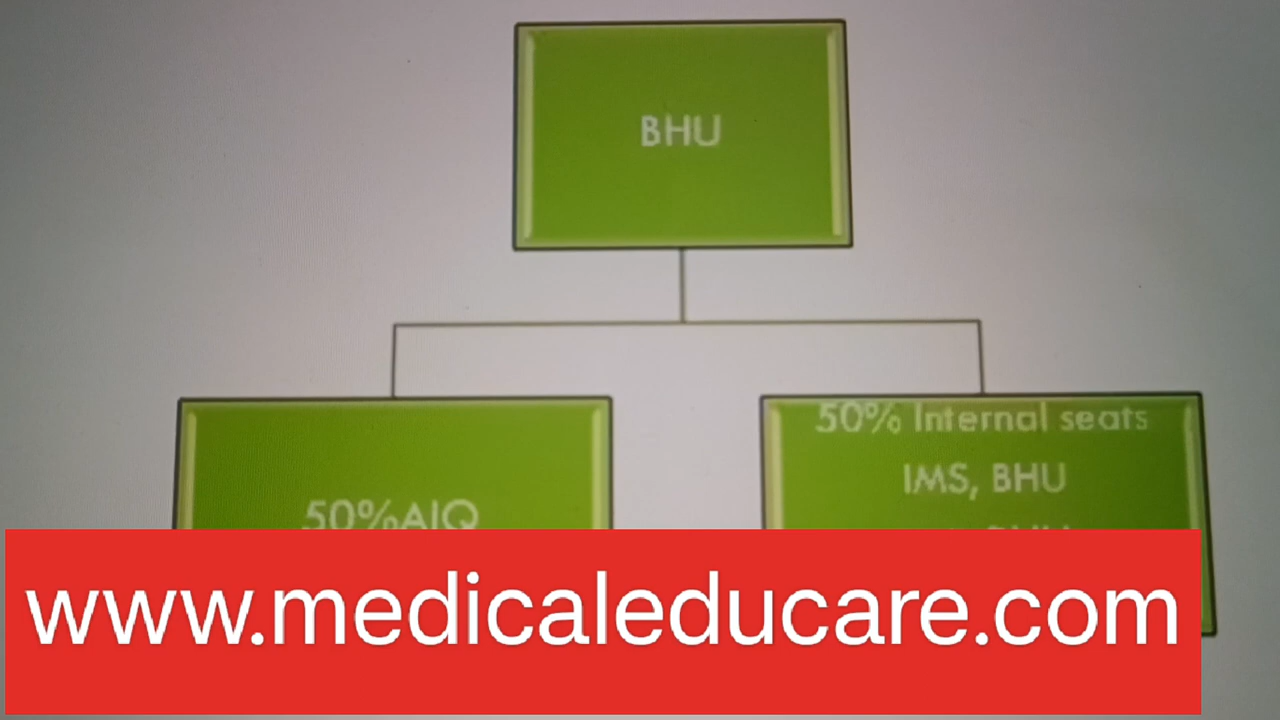 BHU
50%AIQ
50% Internal seats
IMS, BHU
www.medicaleducare.com